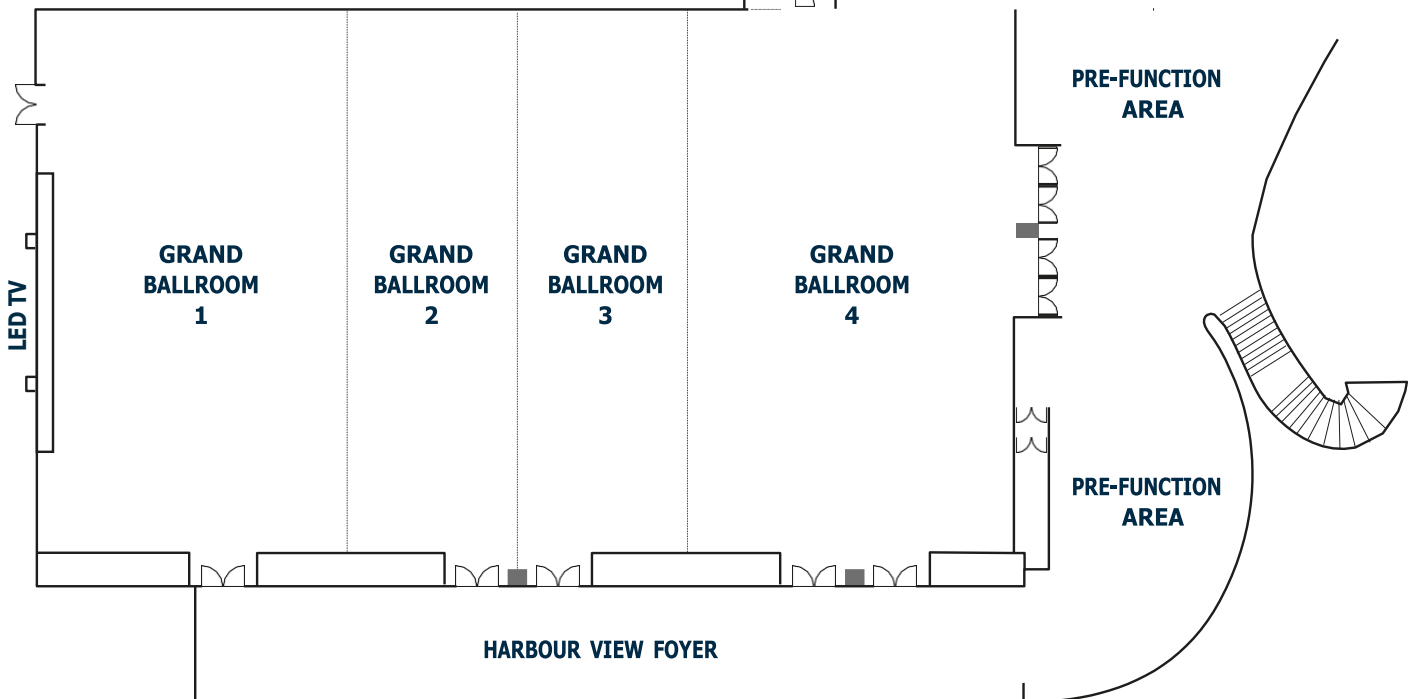 PRE-FUNCTION
AREA
GRAND
BALLROOM
1
GRAND
BALLROOM
2
GRAND
BALLROOM
3
GRAND
BALLROOM
4
LED TV
PRE-FUNCTION
AREA
HARBOUR VIEW FOYER